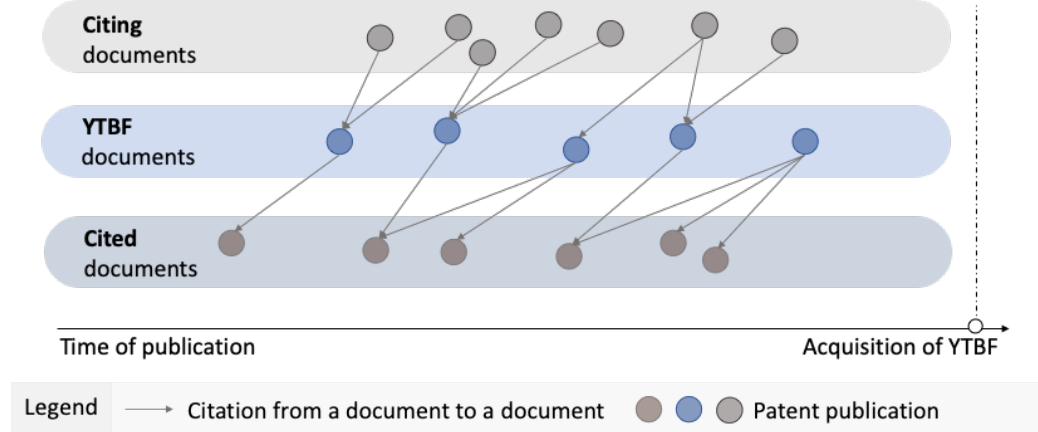 Citing
documents
YTBF
documents
Cited
documents
Time of publication
Acquisition of YTBF
Legend
Citation from a document to a document
Patent publication